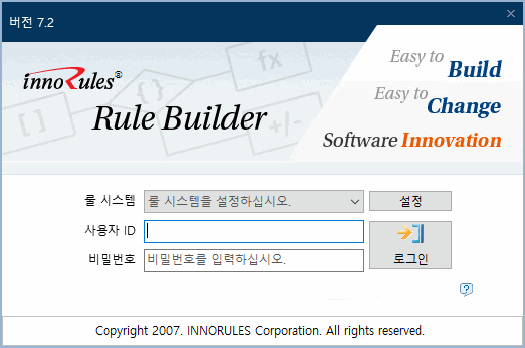 버전 7.2
innoRules®
Rule Builder
[ ]
{ }
fx
+/-
Easy to Build
Easy to Change
Software Innovation
룰 시스템
룰 시스템을 설정하십시오.
설정
사용자 ID
비밀번호
비밀번호를 입력하십시오.
로그인
?
Copyright 2007. INNORULES Corporation. All rights reserved.